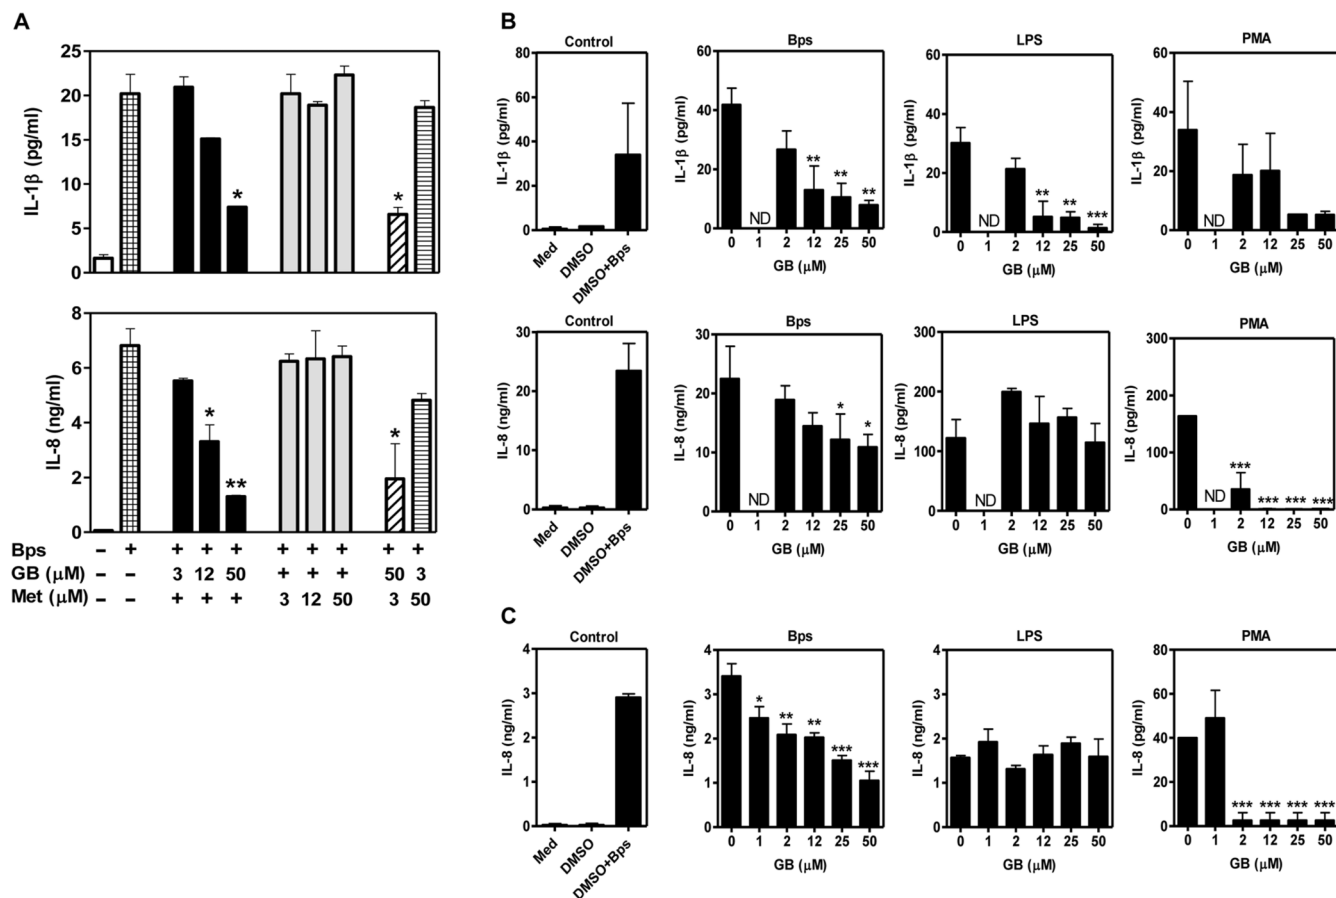 A
25
20
15
10
5
0
IL-1β (pg/ml)
*
*
8
6
4
2
0
IL-8 (ng/ml)
*
**
*
Bps – + + + + + + + + +
GB (μM) – – 3 12 50 + + + 50 3
Met (μM) – – + + + 3 12 50 3 50
B
Control
80
60
40
20
0
IL-1β (pg/ml)
Med
DMSO
DMSO+Bps
Bps
60
40
20
0
IL-1β (pg/ml)
ND
**
**
**
0 1 2 12 25 50
GB (μM)
LPS
60
40
20
0
IL-1β (pg/ml)
ND
**
**
***
0 1 2 12 25 50
GB (μM)
PMA
60
40
20
0
IL-1β (pg/ml)
ND
0 1 2 12 25 50
GB (μM)
Control
30
20
10
0
IL-8 (ng/ml)
Med
DMSO
DMSO+Bps
Bps
30
20
10
0
IL-8 (ng/ml)
ND
*
*
0 1 2 12 25 50
GB (μM)
LPS
300
200
100
0
IL-8 (pg/ml)
ND
0 1 2 12 25 50
GB (μM)
PMA
300
200
100
0
IL-8 (pg/ml)
ND
***
*** *** ***
0 1 2 12 25 50
GB (μM)
C
Control
4
3
2
1
0
IL-8 (ng/ml)
Med
DMSO
DMSO+Bps
Bps
4
3
2
1
0
IL-8 (ng/ml)
*
**
**
***
***
0 1 2 12 25 50
GB (μM)
LPS
4
3
2
1
0
IL-8 (ng/ml)
0 1 2 12 25 50
GB (μM)
PMA
80
60
40
20
0
IL-8 (pg/ml)
*** *** *** ***
0 1 2 12 25 50
GB (μM)